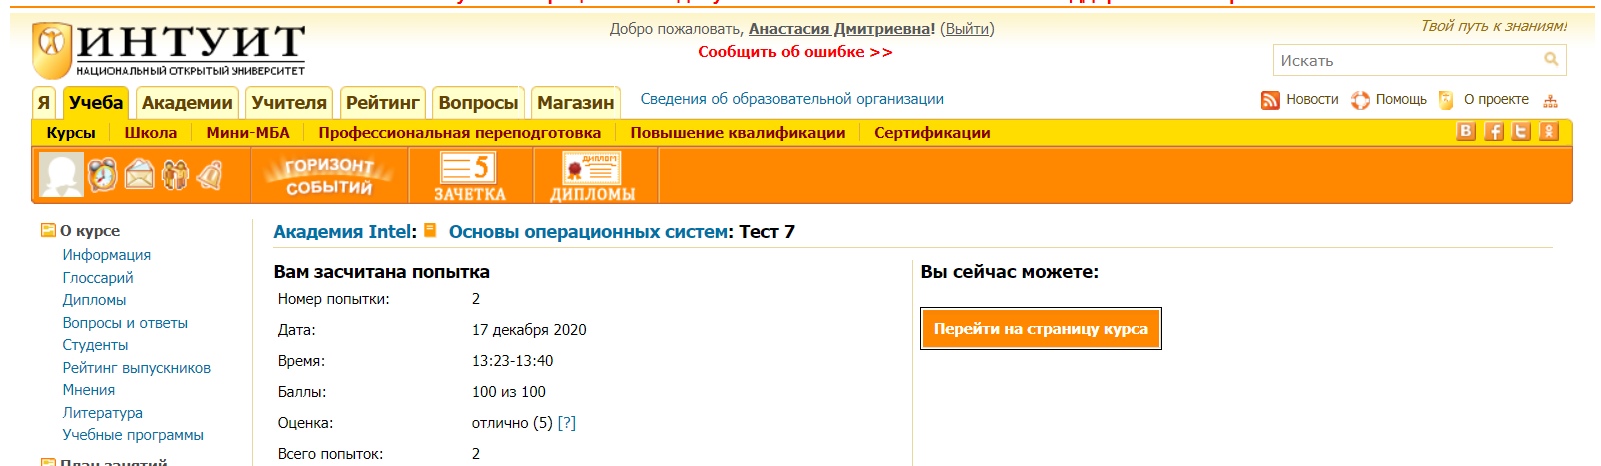 ИНТУИТ
НАЦИОНАЛЬНЫЙ ОТКРЫТЫЙ УНИВЕРСИТЕТ
Добро пожаловать, Анастасия Дмитриевна! (Выйти)
Сообщить об ошибке >>
Твой путь к знаниям!
Искать
Я Учеба Академии Учителя Рейтинг Вопросы Магазин Сведения об образовательной организации Новости Помощь О проекте
Курсы Школа Мини-МБА Профессиональная переподготовка Повышение квалификации Сертификации
ГОРИЗОНТ СОБЫТИЙ
5 ЗАЧЕТКА
ДИПЛОМ ДИПЛОМЫ
О курсе
Информация
Глоссарий
Дипломы
Вопросы и ответы
Студенты
Рейтинг выпускников
Мнения
Литература
Учебные программы
План занятий
Академия Intel: Основы операционных систем: Тест 7
Вам засчитана попытка
Номер попытки: 2
Дата: 17 декабря 2020
Время: 13:23-13:40
Баллы: 100 из 100
Оценка: отлично (5) [?]
Всего попыток: 2
Вы сейчас можете:
Перейти на страницу курса